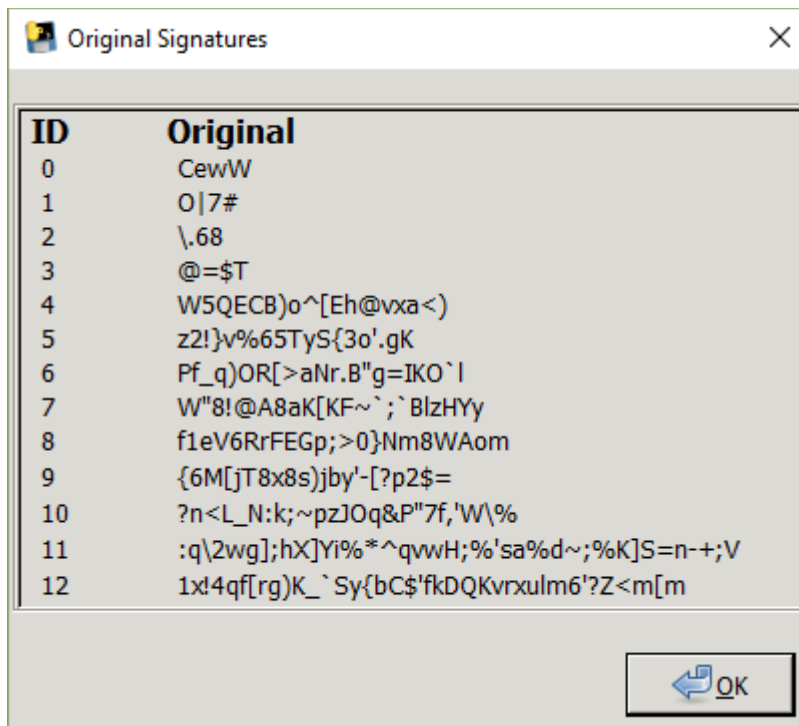 Original Signatures
ID Original
0 CewW
1 O|7#
2 \.68
3 @=$T
4 W5QECB)o^[Eh@vxa<)
5 z2!}v%65TyS{3o'.gK
6 Pf_q)OR[>aNr.B"g=IKO`l
7 W"8!@A8aK[KF~`;`BlzHYy
8 f1eV6RrFEGp;>0}Nm8WAom
9 {6M[jT8x8s)jby'-[?p2$=
10 ?n<L_N:k;~pzJOq&P"7f,'W\%
11 :q\2wg];hX]Yi%*^qvwH;%'sa%d~;%K]S=n-+;V
12 1x!4qf[rg)K_`Sy{bC$'fkDQKvrxulm6'?Z<m[m
OK